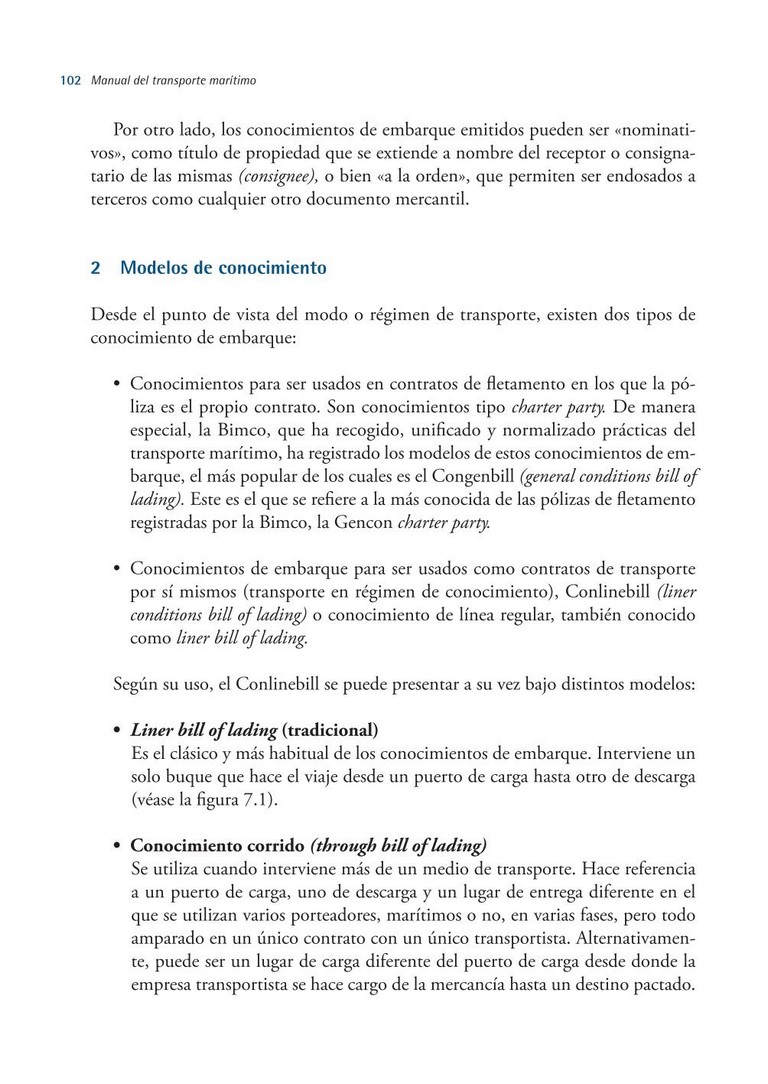 102 Manual del transporte marítimo
Por otro lado, los conocimientos de embarque emitidos pueden ser «nominati-
vos», como título de propiedad que se extiende a nombre del receptor o consigna-
tario de las mismas (consignee), o bien «a la orden», que permiten ser endosados a
terceros como cualquier otro documento mercantil.
2 Modelos de conocimiento
Desde el punto de vista del modo o régimen de transporte, existen dos tipos de
conocimiento de embarque:
• Conocimientos para ser usados en contratos de fletamento en los que la pó-
liza es el propio contrato. Son conocimientos tipo charter party. De manera
especial, la Bimco, que ha recogido, unificado y normalizado prácticas del
transporte marítimo, ha registrado los modelos de estos conocimientos de em-
barque, el más popular de los cuales es el Congenbill (general conditions bill of
lading). Este es el que se refiere a la más conocida de las pólizas de fletamento
registradas por la Bimco, la Gencon charter party.
• Conocimientos de embarque para ser usados como contratos de transporte
por sí mismos (transporte en régimen de conocimiento), Conlinebill (liner
conditions bill of lading) o conocimiento de línea regular, también conocido
como liner bill of lading.
Según su uso, el Conlinebill se puede presentar a su vez bajo distintos modelos:
• Liner bill of lading (tradicional)
Es el clásico y más habitual de los conocimientos de embarque. Interviene un
solo buque que hace el viaje desde un puerto de carga hasta otro de descarga
(véase la figura 7.1).
• Conocimiento corrido (through bill of lading)
Se utiliza cuando interviene más de un medio de transporte. Hace referencia
a un puerto de carga, uno de descarga y un lugar de entrega diferente en el
que se utilizan varios porteadores, marítimos o no, en varias fases, pero todo
amparado en un único contrato con un único transportista. Alternativamen-
te, puede ser un lugar de carga diferente del puerto de carga desde donde la
empresa transportista se hace cargo de la mercancía hasta un destino pactado.